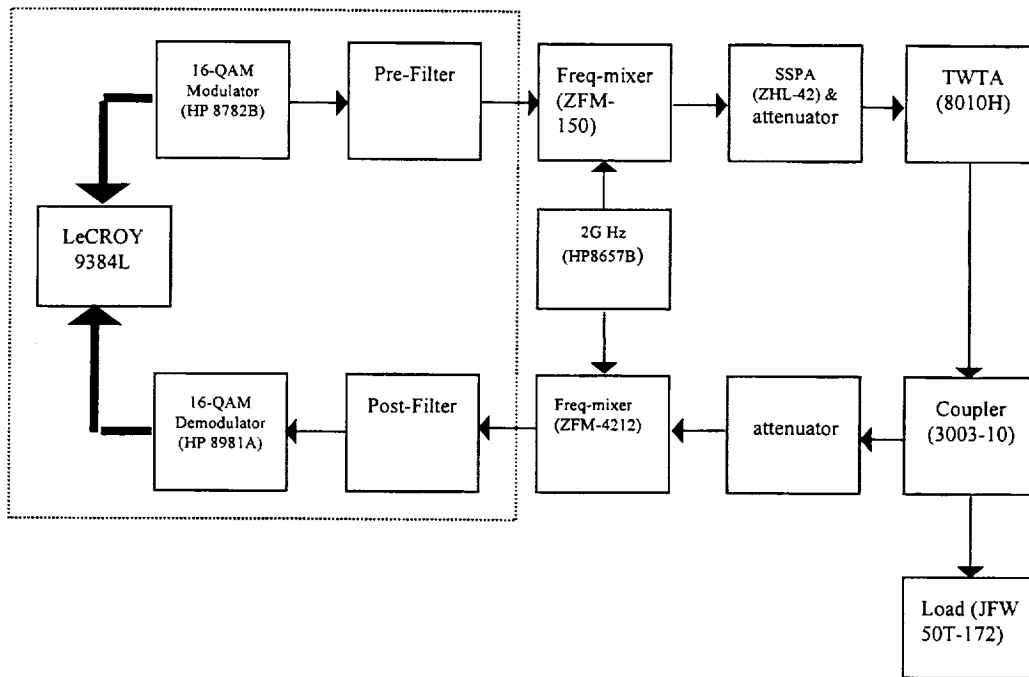 16-QAM
Modulator
(HP 8782B)
Pre-Filter
Freq-mixer
(ZFM-
150)
SSPA
(ZHL-42) &
attenuator
TWTA
(8010H)
LeCROY
9384L
2G Hz
(HP8657B)
16-QAM
Demodulator
(HP 8981A)
Post-Filter
Freq-mixer
(ZFM-4212)
attenuator
Coupler
(3003-10)
Load (JFW
50T-172)